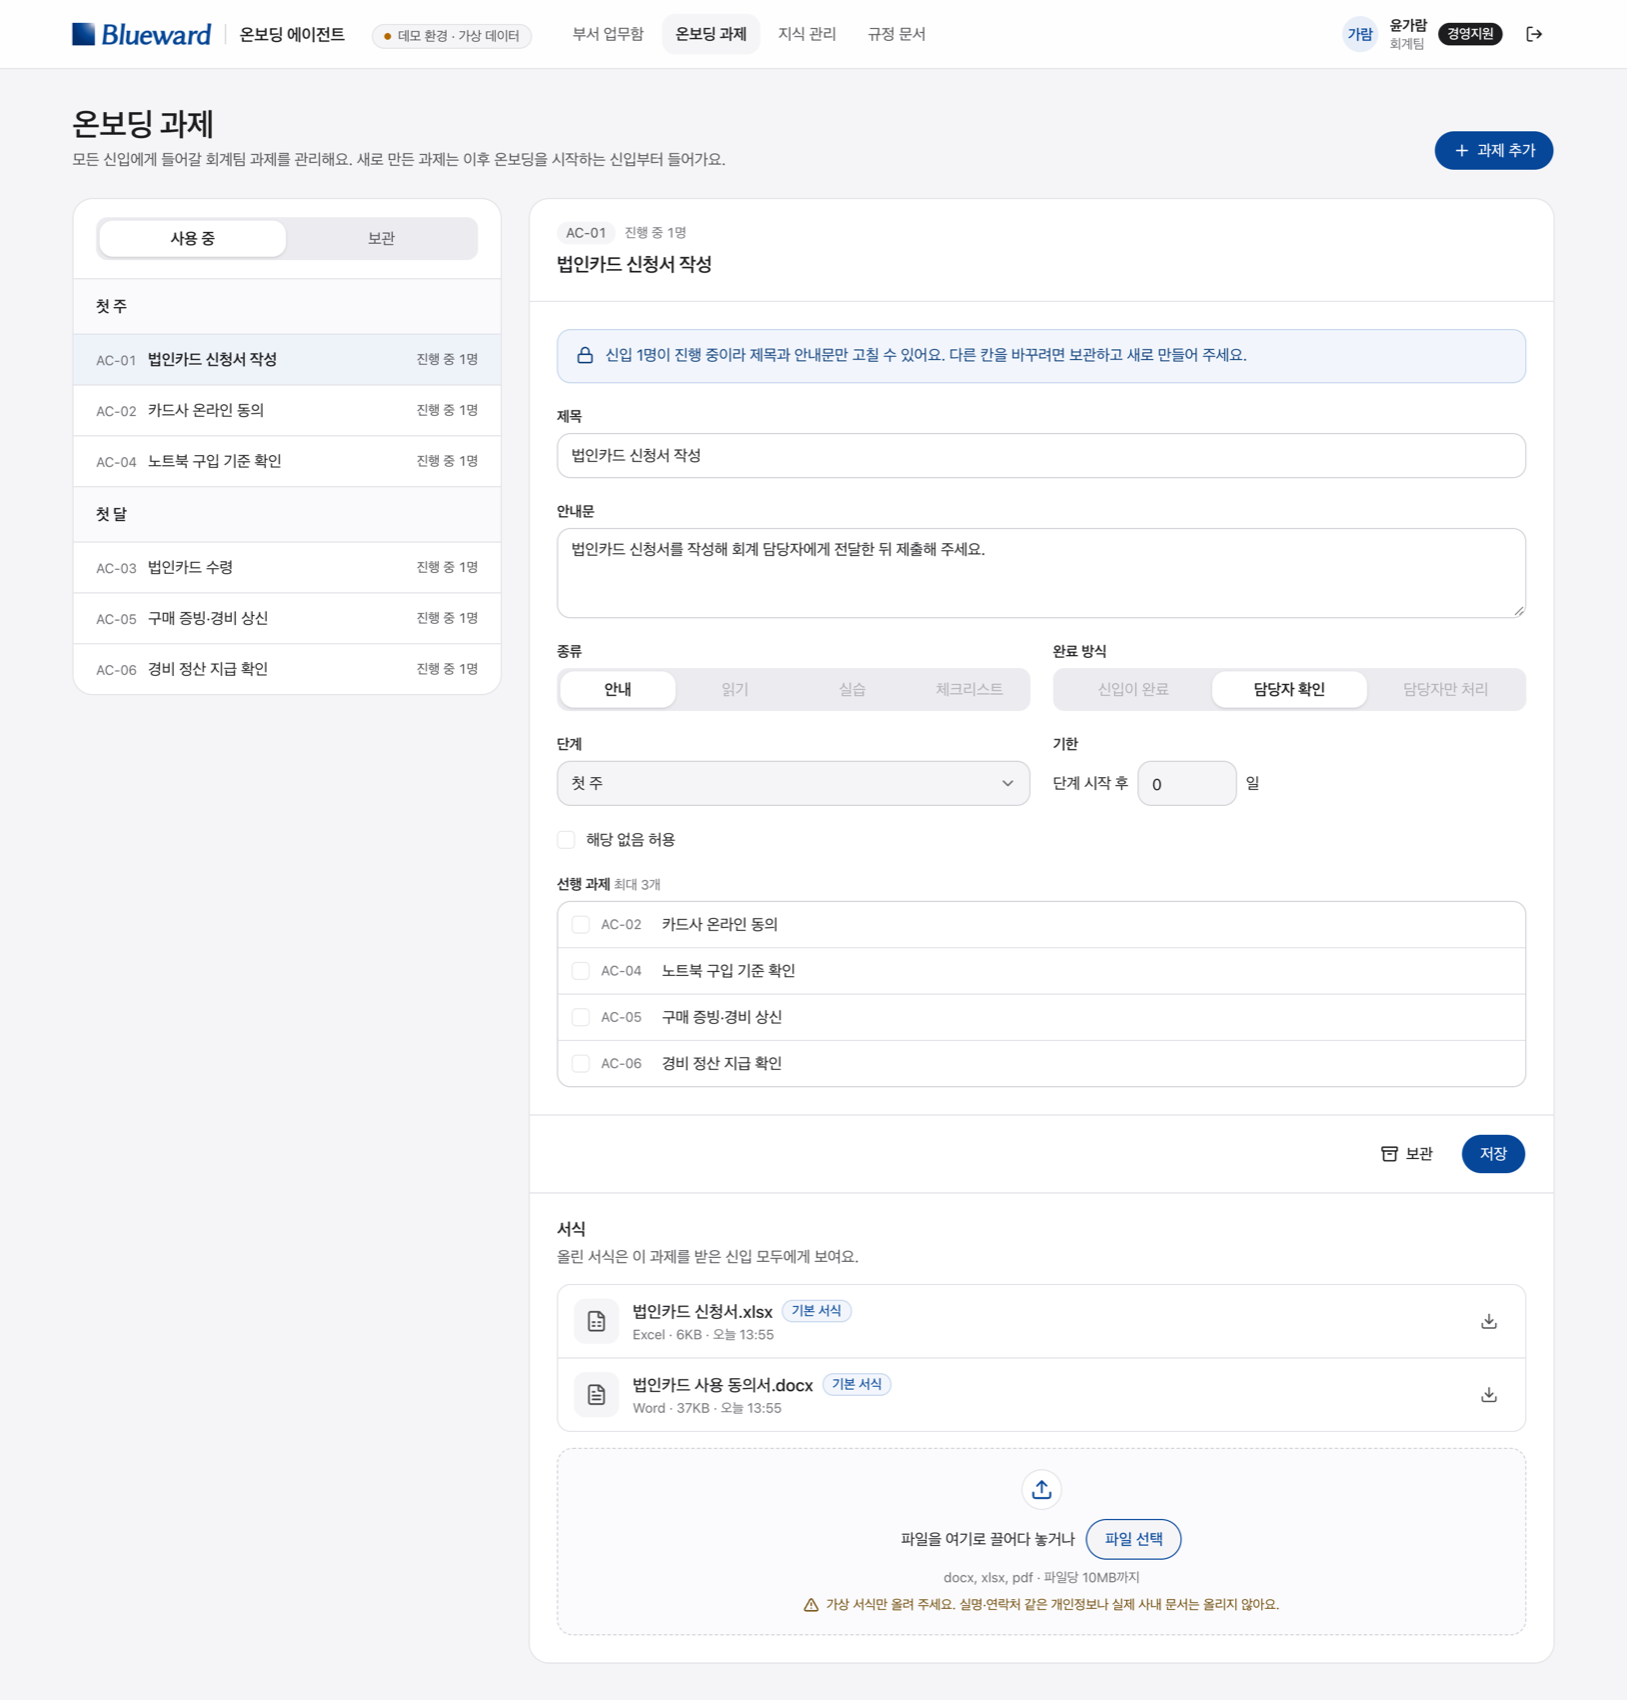 Blueward
온보딩 에이전트
데모 환경 · 가상 데이터
부서 업무함
온보딩 과제
지식 관리
규정 문서
가람
윤가람
회계팀
경영지원
온보딩 과제
모든 신입에게 들어갈 회계팀 과제를 관리해요. 새로 만든 과제는 이후 온보딩을 시작하는 신입부터 들어가요.
과제 추가
사용 중
보관
첫 주
AC-01 법인카드 신청서 작성 진행 중 1명
AC-02 카드사 온라인 동의 진행 중 1명
AC-04 노트북 구입 기준 확인 진행 중 1명
첫 달
AC-03 법인카드 수령 진행 중 1명
AC-05 구매 증빙·경비 상신 진행 중 1명
AC-06 경비 정산 지급 확인 진행 중 1명
AC-01 진행 중 1명
법인카드 신청서 작성
신입 1명이 진행 중이라 제목과 안내문만 고칠 수 있어요. 다른 칸을 바꾸려면 보관하고 새로 만들어 주세요.
제목
법인카드 신청서 작성
안내문
법인카드 신청서를 작성해 회계 담당자에게 전달한 뒤 제출해 주세요.
종류
안내 읽기 실습 체크리스트
완료 방식
신입이 완료 담당자 확인 담당자만 처리
단계
첫 주
기한
단계 시작 후 0 일
해당 없음 허용
선행 과제 최대 3개
AC-02 카드사 온라인 동의
AC-04 노트북 구입 기준 확인
AC-05 구매 증빙·경비 상신
AC-06 경비 정산 지급 확인
보관
저장
서식
올린 서식은 이 과제를 받은 신입 모두에게 보여요.
법인카드 신청서.xlsx 기본 서식
Excel · 6KB · 오늘 13:55
법인카드 사용 동의서.docx 기본 서식
Word · 37KB · 오늘 13:55
파일을 여기로 끌어다 놓거나 파일 선택
docx, xlsx, pdf · 파일당 10MB까지
가상 서식만 올려 주세요. 실명·연락처 같은 개인정보나 실제 사내 문서는 올리지 않아요.